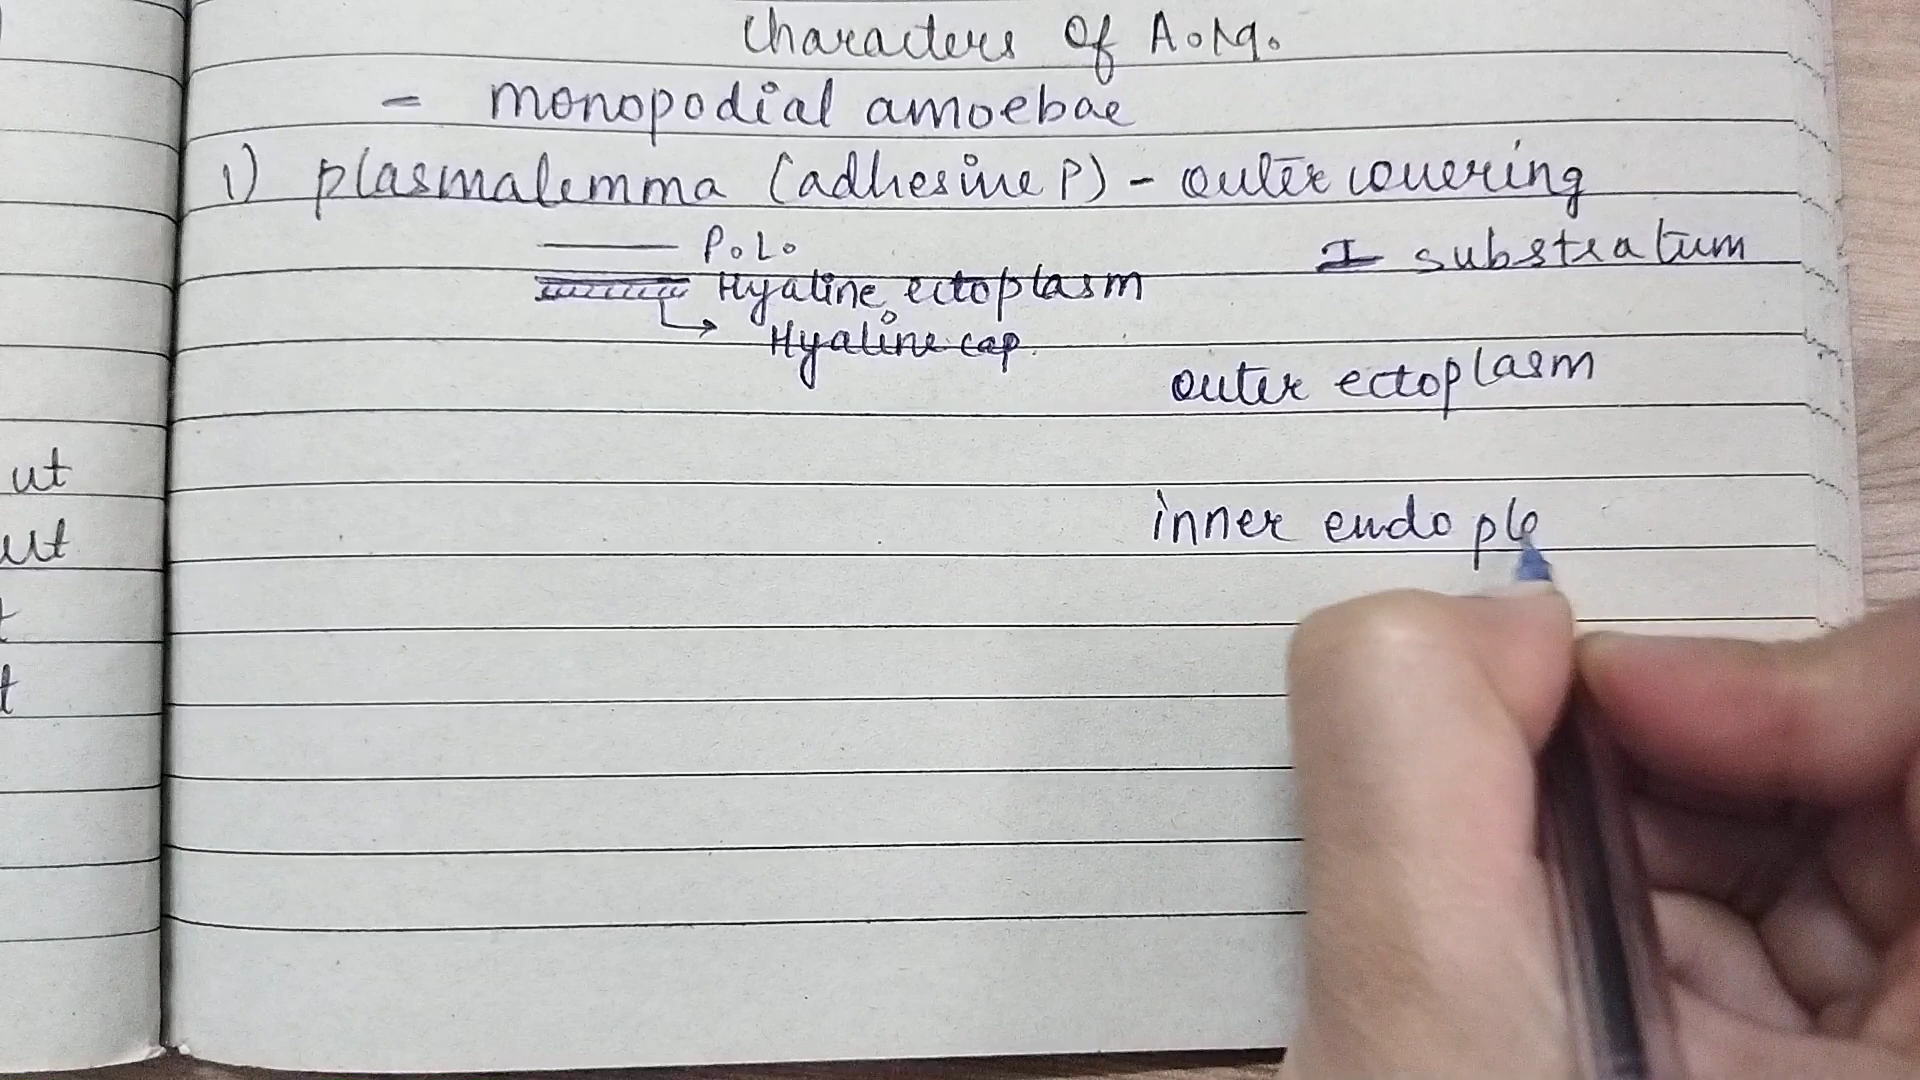 Characters of A.M.
- monopodial amoebae
1) plasmalemma (adhesive P) - outer covering
P.L. substratum
Hyaline ectoplasm
Hyaline cap.
outer ectoplasm
inner endopla
ut
ut
t
t